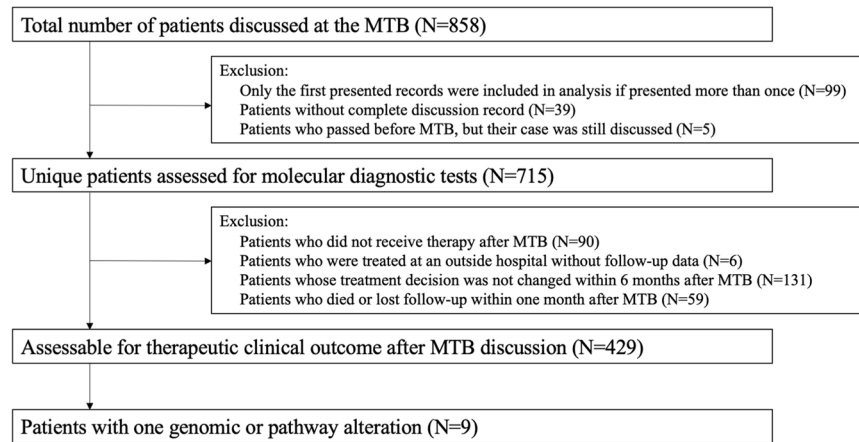 Total number of patients discussed at the MTB (N=858)
Exclusion:
Only the first presented records were included in analysis if presented more than once (N=99)
Patients without complete discussion record (N=39)
Patients who passed before MTB, but their case was still discussed (N=5)
Unique patients assessed for molecular diagnostic tests (N=715)
Exclusion:
Patients who did not receive therapy after MTB (N=90)
Patients who were treated at an outside hospital without follow-up data (N=6)
Patients whose treatment decision was not changed within 6 months after MTB (N=131)
Patients who died or lost follow-up within one month after MTB (N=59)
Assessable for therapeutic clinical outcome after MTB discussion (N=429)
Patients with one genomic or pathway alteration (N=9)